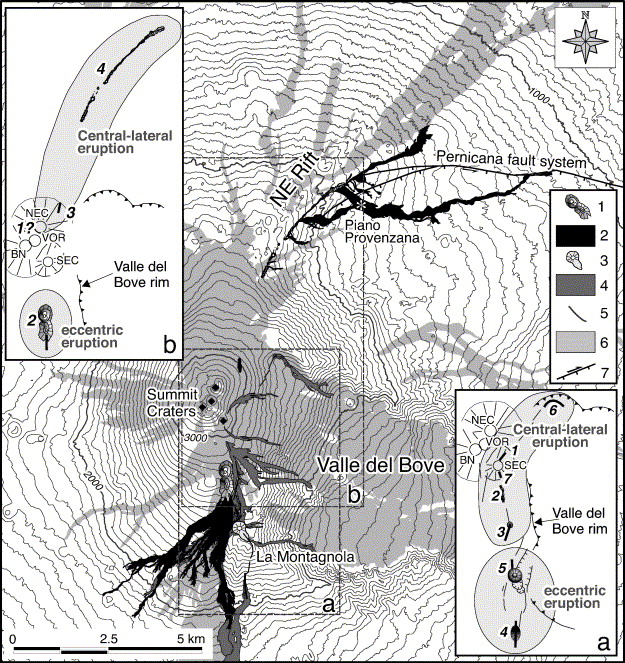 4
Central-lateral
eruption
NEC
3
1?
VOR
BN
SEC
Valle del
Bove rim
2
eccentric
eruption
b
N
1000
NE Rift
Pernicana fault system
Piano
Provenzana
1
2
3
4
5
6
7
Summit
Craters
3000
2000
Valle del Bove
b
La Montagnola
a
0 2.5 5 km
6
NEC
Central-lateral
eruption
VOR
1
BN
SEC
7
2
Valle del
Bove rim
3
5
eccentric
eruption
4
a